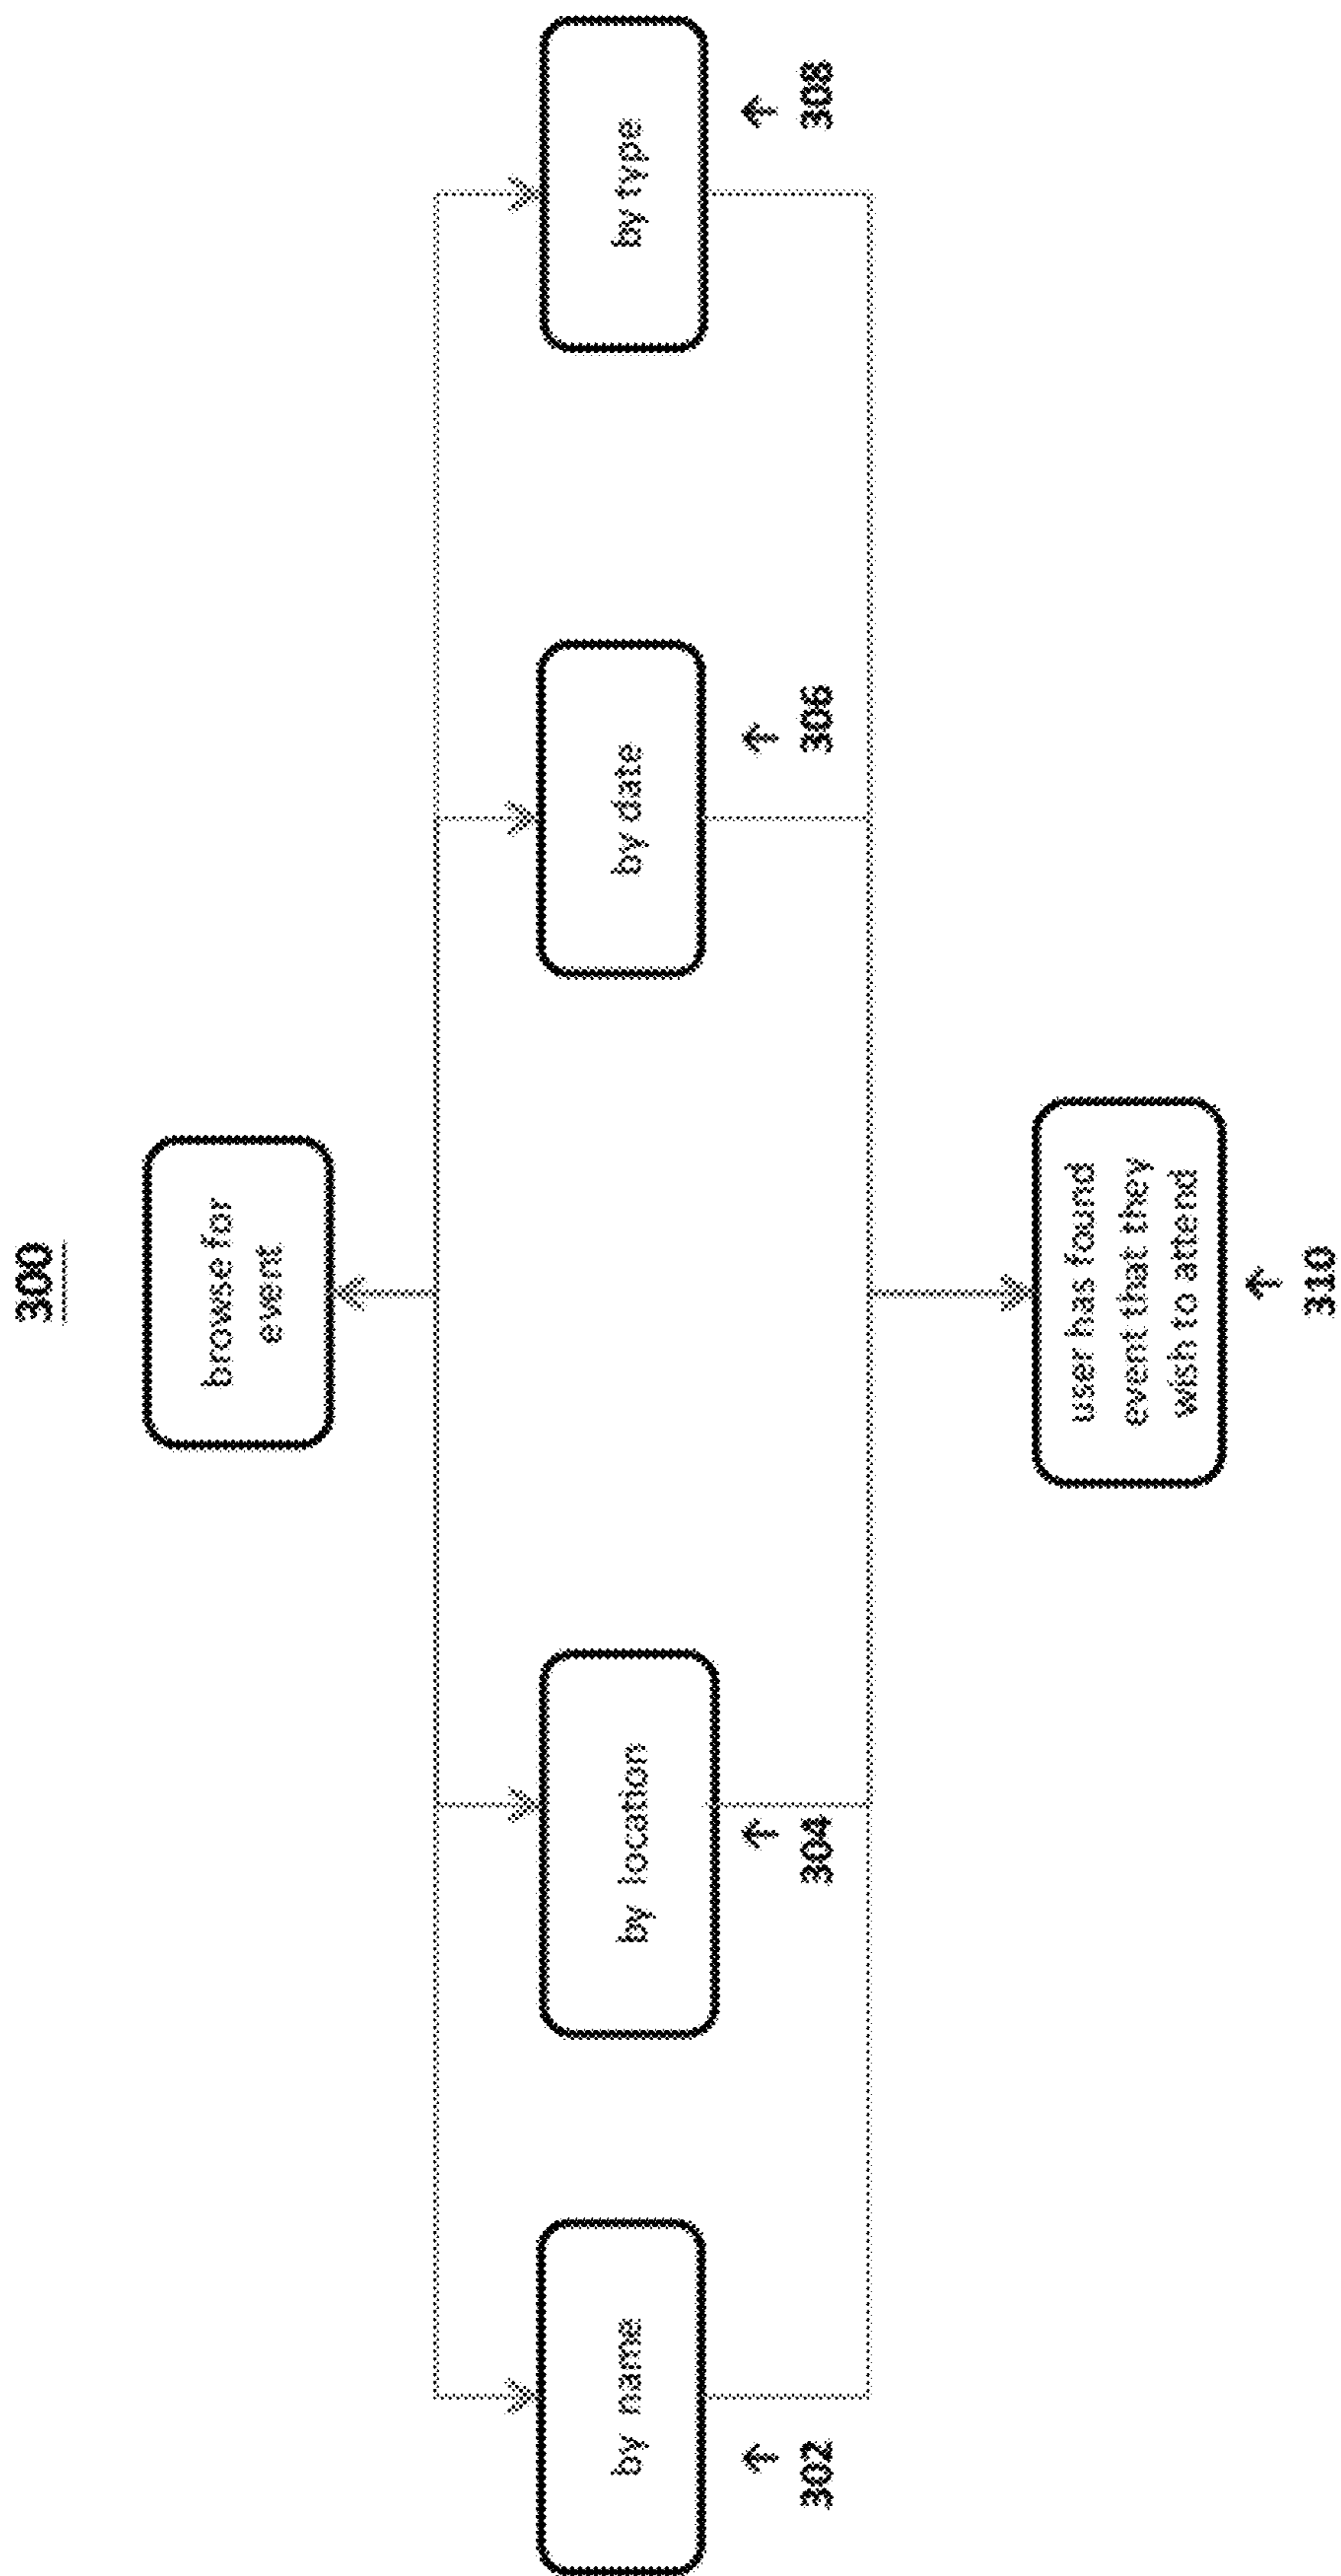 300
browse for
event
by name
by location
by date
by type
302
304
306
308
user has found
event that they
wish to attend
310